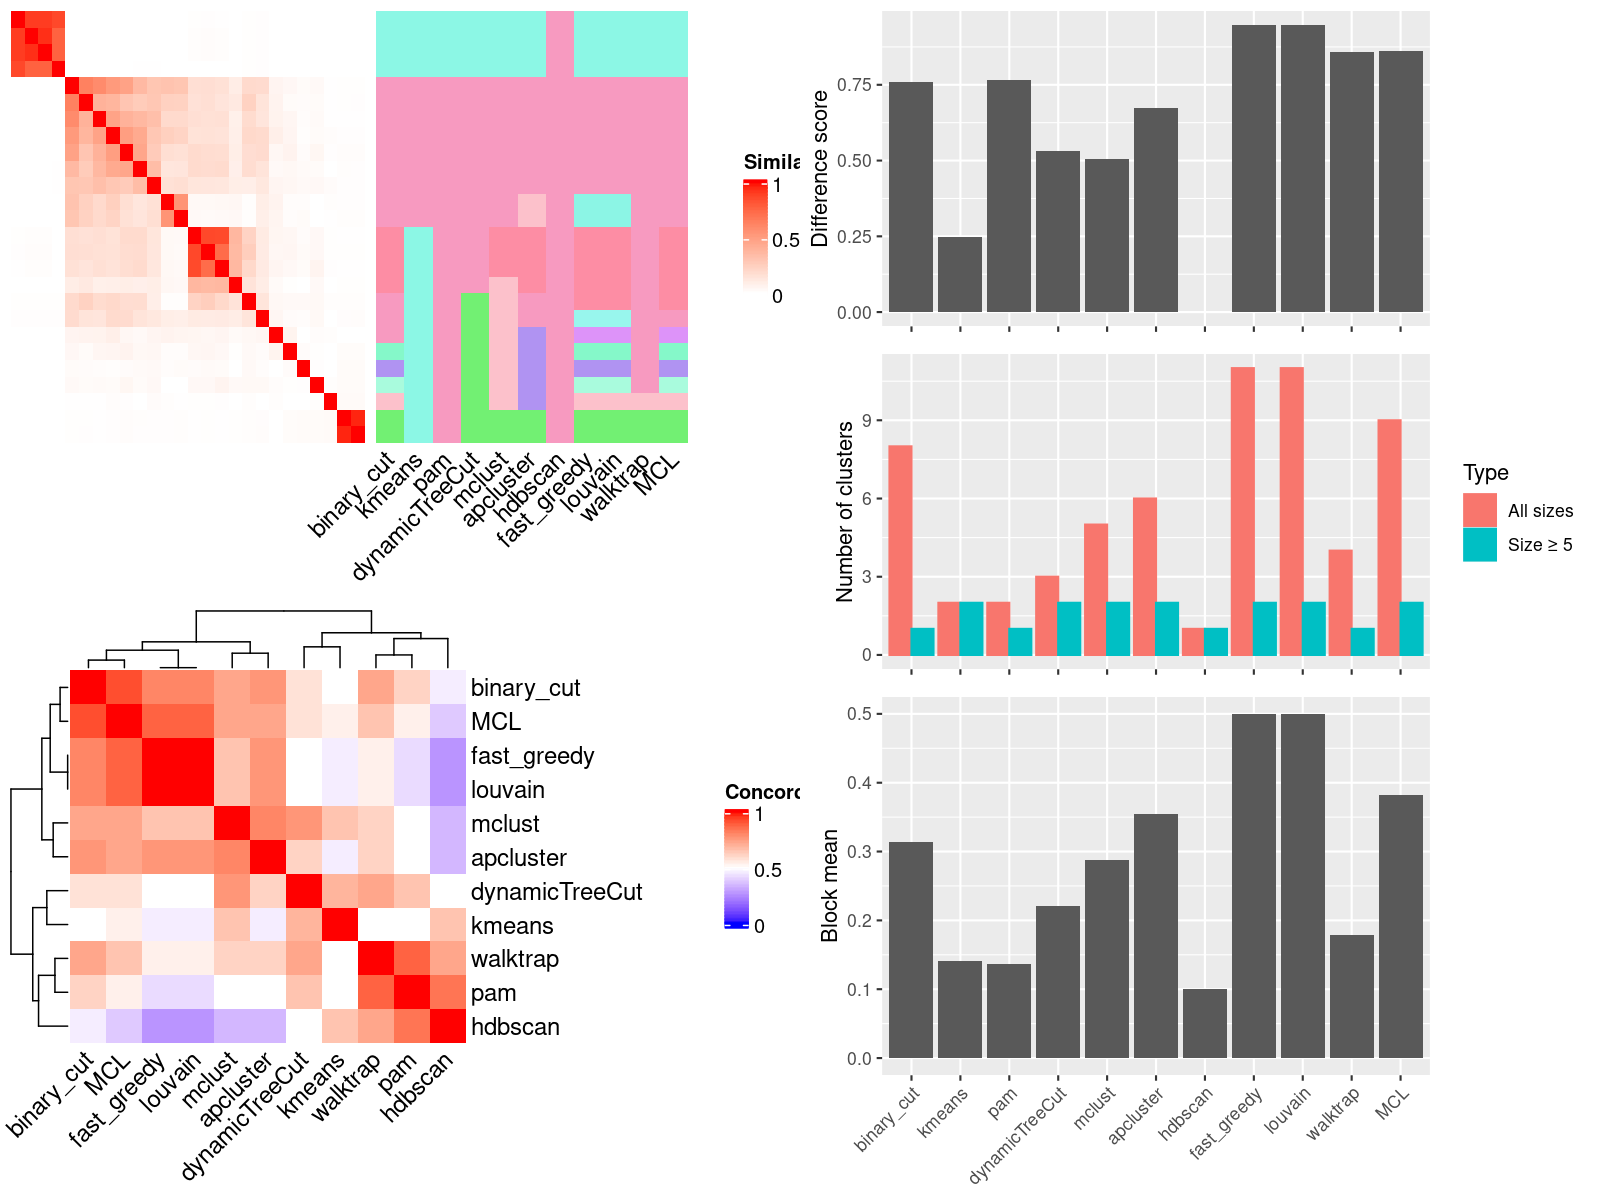 Simila
1
0.5
0
binary_cut
kmeans
pam
dynamicTreeCut
mclust
apcluster
hdbscan
fast_greedy
louvain
walktrap
MCL
binary_cut
MCL
fast_greedy
louvain
mclust
apcluster
dynamicTreeCut
kmeans
walktrap
pam
hdbscan
binary_cut
MCL
fast_greedy
louvain
mclust
apcluster
dynamicTreeCut
kmeans
walktrap
pam
hdbscan
Concord
1
0.5
0
Difference score
0.75
0.50
0.25
0.00
Number of clusters
9
6
3
0
Type
All sizes
Size ≥ 5
Block mean
0.5
0.4
0.3
0.2
0.1
0.0
binary_cut
kmeans
pam
dynamicTreeCut
mclust
apcluster
hdbscan
fast_greedy
louvain
walktrap
MCL